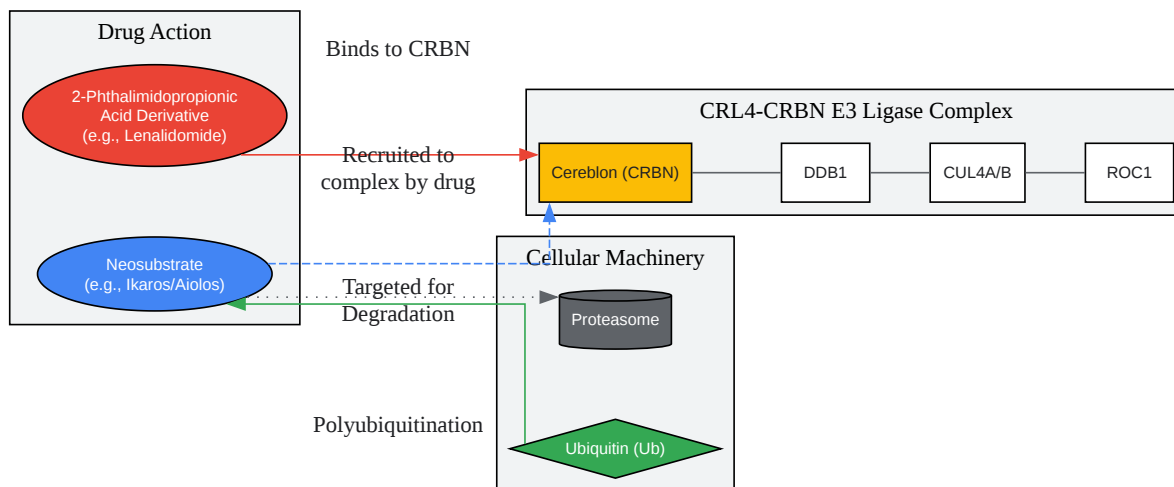 Drug Action
2-Phthalimidopropionic
Acid Derivative
(e.g., Lenalidomide)
Binds to CRBN
CRL4-CRBN E3 Ligase Complex
Recruited to
complex by drug
Cereblon (CRBN)
DDB1
CUL4A/B
ROC1
Neosubstrate
(e.g., Ikaros/Aiolos)
Cellular Machinery
Targeted for
Degradation
Proteasome
Polyubiquitination
Ubiquitin (Ub)